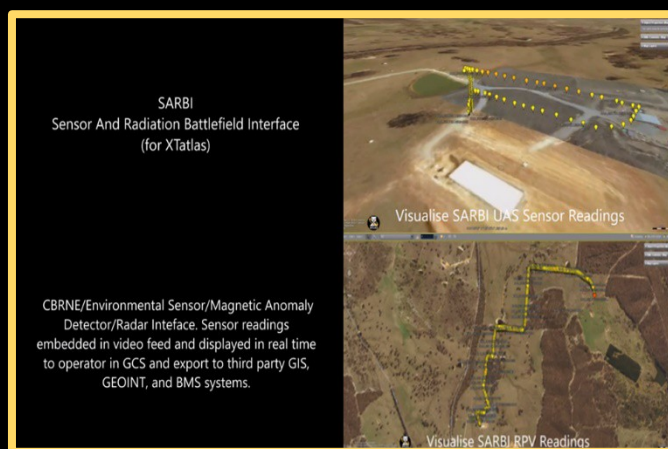 SARBI
Sensor And Radiation Battlefield Interface
(for XTatlas)
CBRNE/Environmental Sensor/Magnetic Anomaly
Detector/Radar Inteface. Sensor readings
embedded in video feed and displayed in real time
to operator in GCS and export to third party GIS,
GEOINT, and BMS systems.
Visualise SARBI UAS Sensor Readings
Visualise SARBI RPV Readings